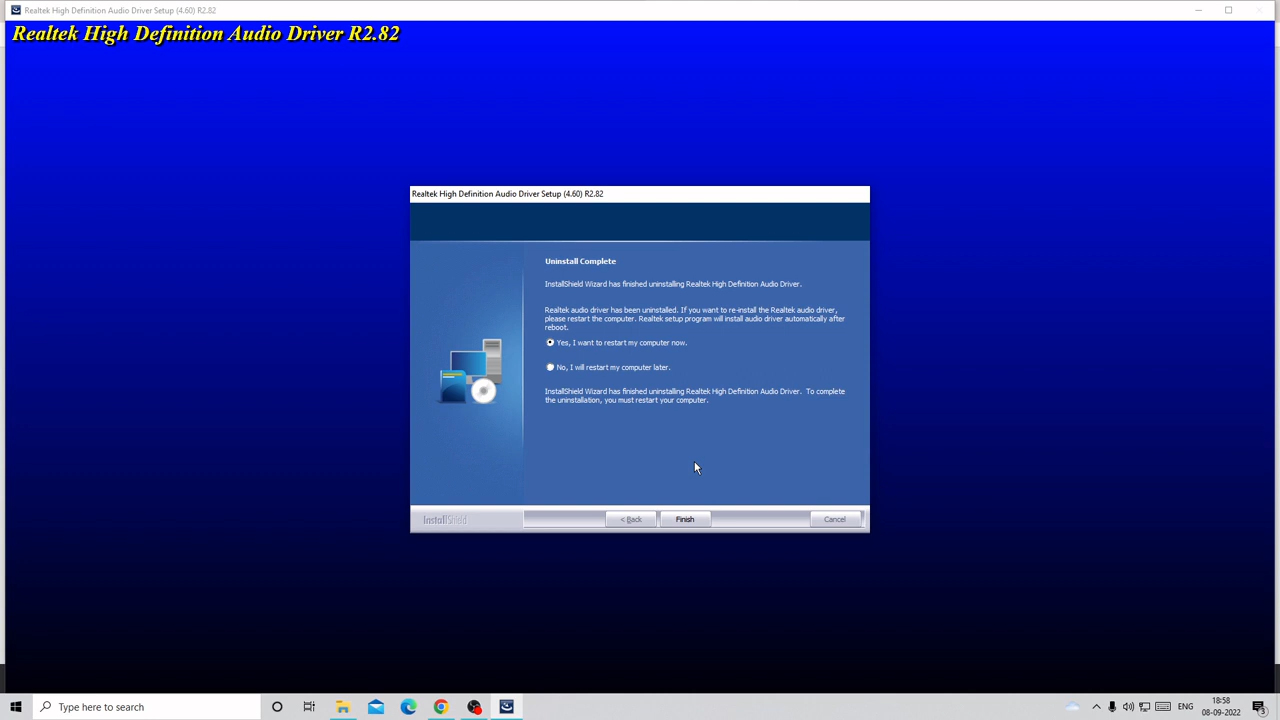 Realtek High Definition Audio Driver Setup (4.60) R2.82
Realtek High Definition Audio Driver R2.82
Realtek High Definition Audio Driver Setup (4.60) R2.82
Uninstall Complete
InstallShield Wizard has finished uninstalling Realtek High Definition Audio Driver.
Realtek audio driver has been uninstalled. If you want to re-install the Realtek audio driver,
please restart the computer. Realtek setup program will install audio driver automatically after
reboot.
Yes, I want to restart my computer now.
No, I will restart my computer later.
InstallShield Wizard has finished uninstalling Realtek High Definition Audio Driver.  To complete
the uninstallation, you must restart your computer.
InstallShield
< Back
Finish
Cancel
Type here to search
ENG
18:58
08-09-2022
3